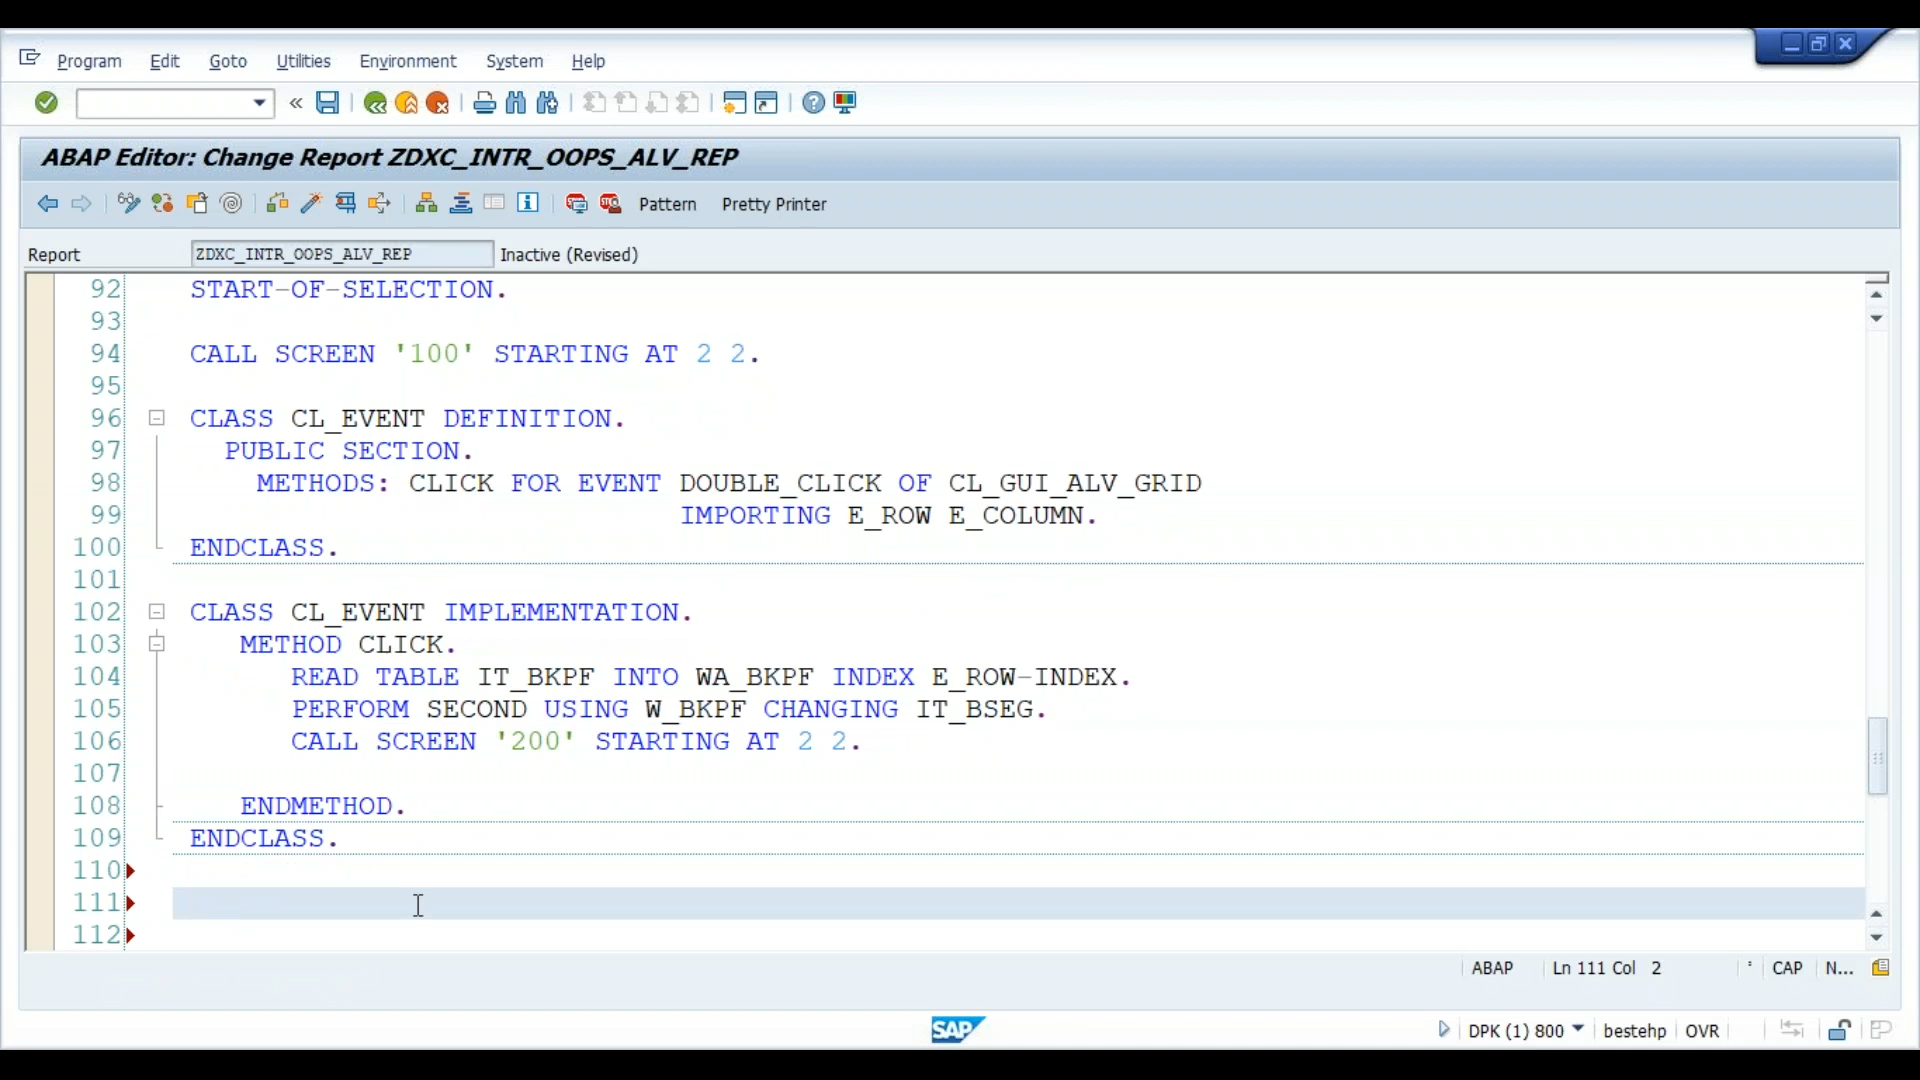 Program Edit Goto Utilities Environment System Help
ABAP Editor: Change Report ZDXC_INTR_OOPS_ALV_REP
Pattern Pretty Printer
Report ZDXC_INTR_OOPS_ALV_REP Inactive (Revised)
92 START-OF-SELECTION.
93
94 CALL SCREEN '100' STARTING AT 2 2.
95
96 CLASS CL_EVENT DEFINITION.
97 PUBLIC SECTION.
98 METHODS: CLICK FOR EVENT DOUBLE_CLICK OF CL_GUI_ALV_GRID
99 IMPORTING E_ROW E_COLUMN.
100 ENDCLASS.
101
102 CLASS CL_EVENT IMPLEMENTATION.
103 METHOD CLICK.
104 READ TABLE IT_BKPF INTO WA_BKPF INDEX E_ROW-INDEX.
105 PERFORM SECOND USING W_BKPF CHANGING IT_BSEG.
106 CALL SCREEN '200' STARTING AT 2 2.
107
108 ENDMETHOD.
109 ENDCLASS.
110
111
112
ABAP Ln 111 Col 2 CAP N...
SAP DPK (1) 800 bestehp OVR